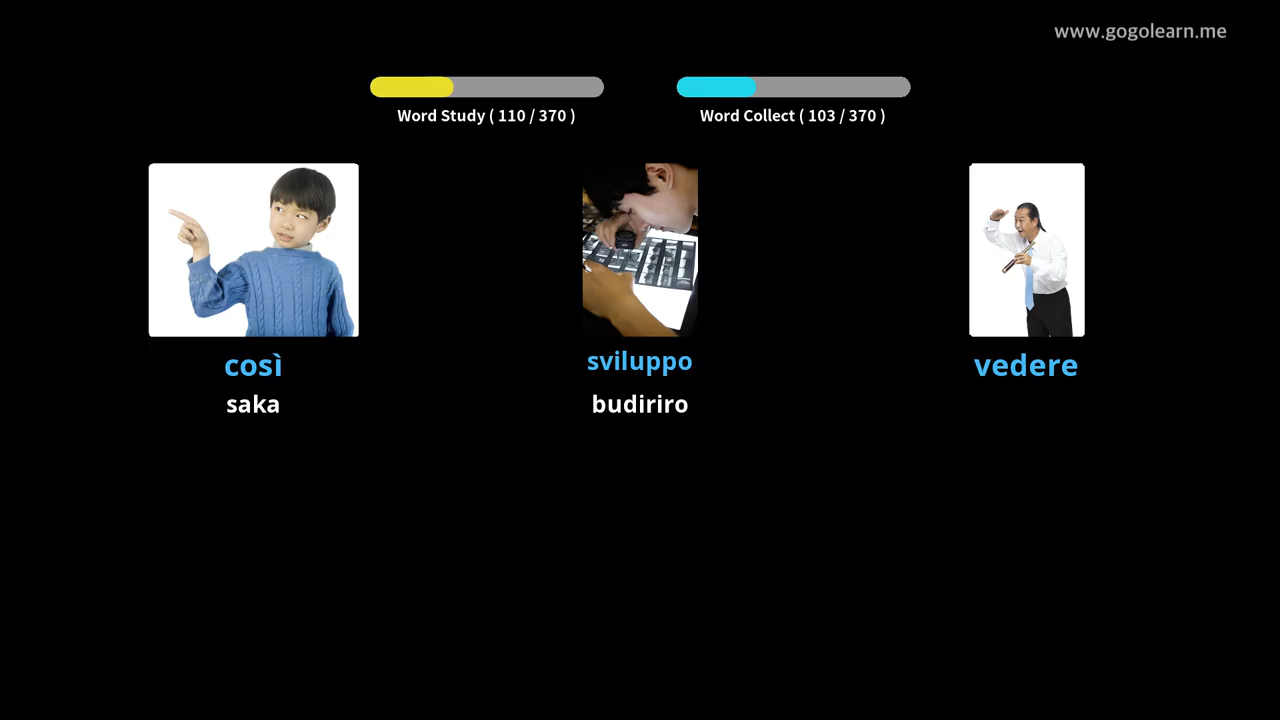 www.gogolearn.me
Word Study ( 110 / 370 )
Word Collect ( 103 / 370 )
così
sviluppo
vedere
saka
budiriro